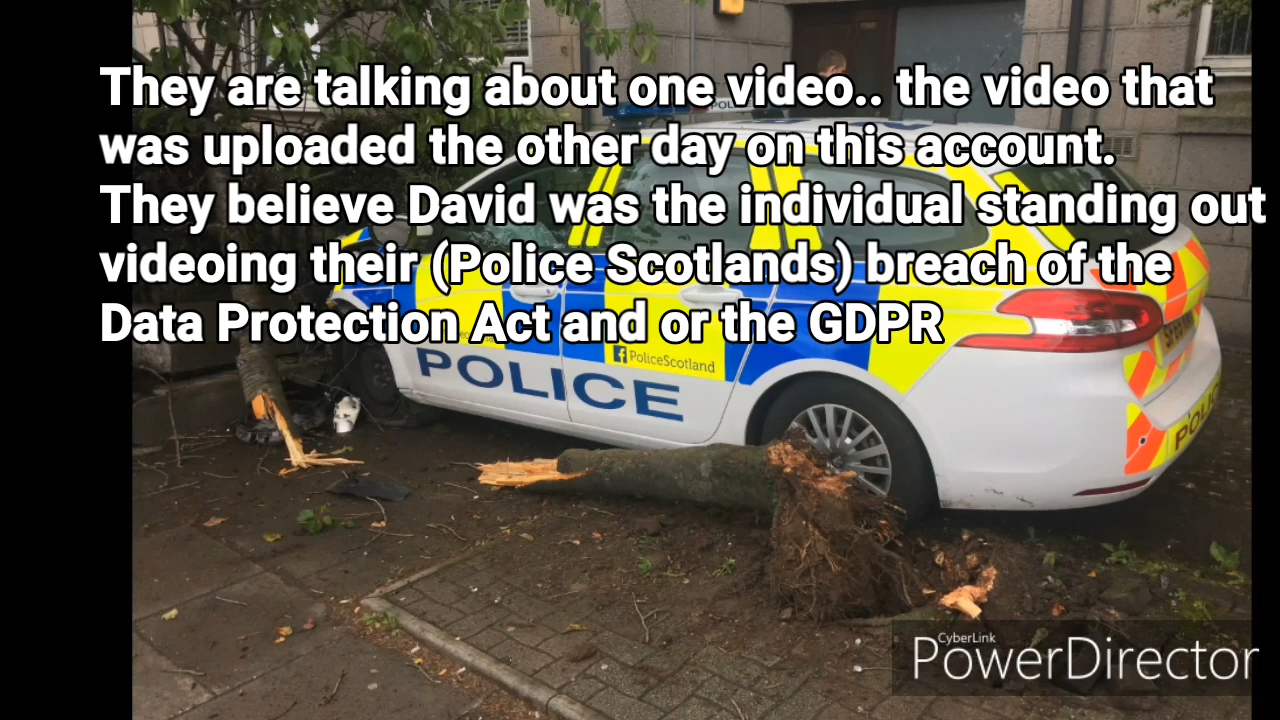 They are talking about one video.. the video that
was uploaded the other day on this account.
They believe David was the individual standing out
videoing their (Police Scotlands) breach of the
Data Protection Act and or the GDPR
PoliceScotland
POLICE
CyberLink
PowerDirector